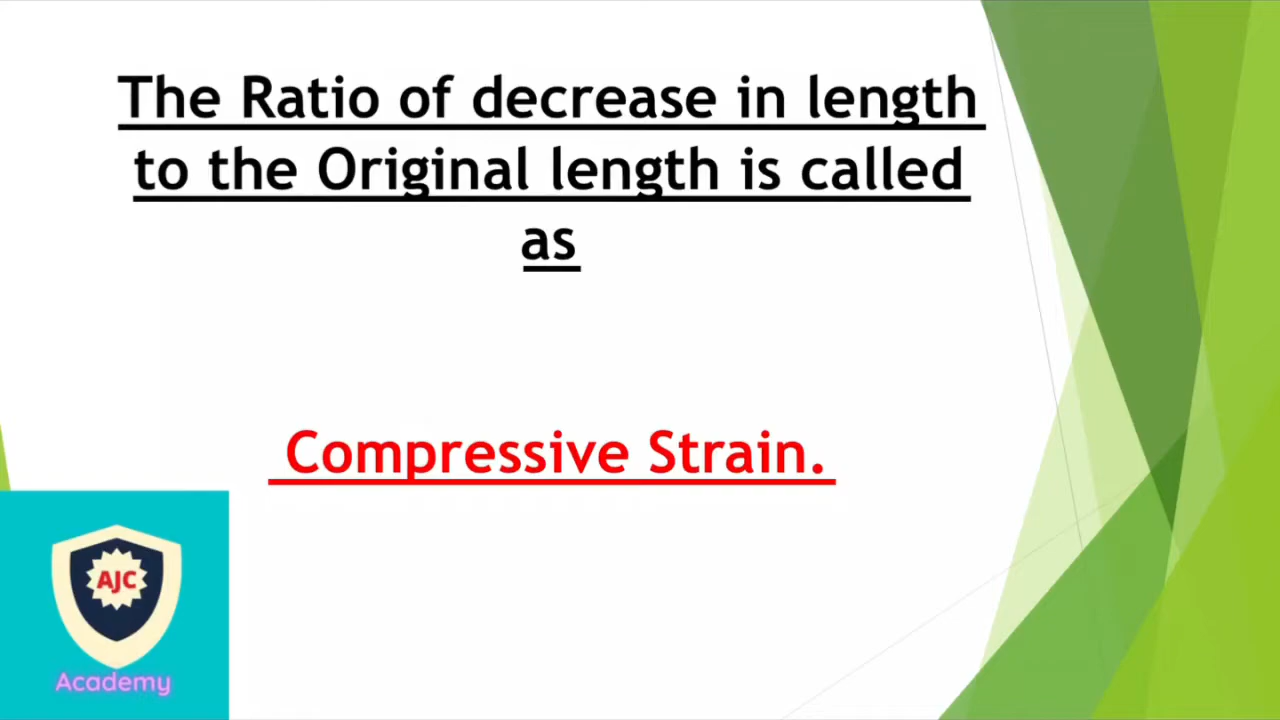 The Ratio of decrease in length
to the Original length is called
as
Compressive Strain.
AJC
Academy